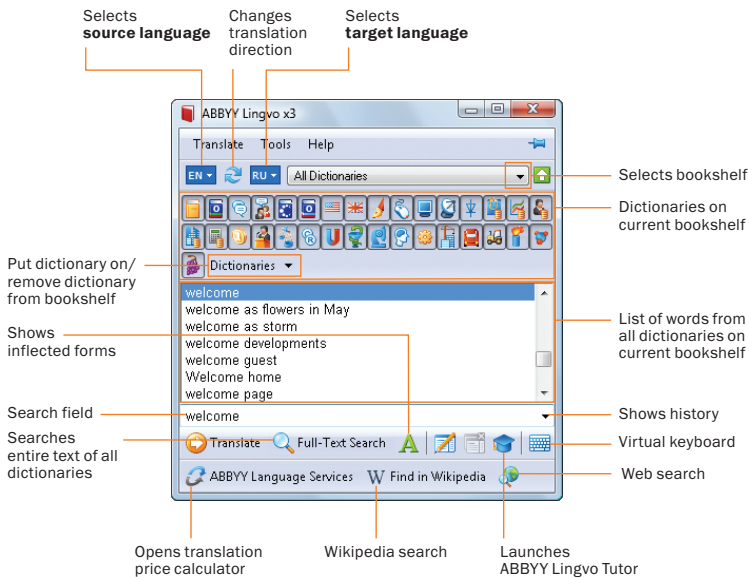 Selects
source language
Changes
translation
direction
Selects
target language
ABBYY Lingvo x3
Translate Tools Help
EN
RU
All Dictionaries
Selects bookshelf
Dictionaries on
current bookshelf
Put dictionary on/
remove dictionary
from bookshelf
Dictionaries
welcome
welcome as flowers in May
welcome as storm
welcome developments
welcome guest
Welcome home
welcome page
List of words from
all dictionaries on
current bookshelf
Shows
inflected forms
Search field
welcome
Shows history
Searches
entire text of all
dictionaries
Translate Full-Text Search A
Virtual keyboard
ABBYY Language Services W Find in Wikipedia
Web search
Opens translation
price calculator
Wikipedia search
Launches
ABBYY Lingvo Tutor